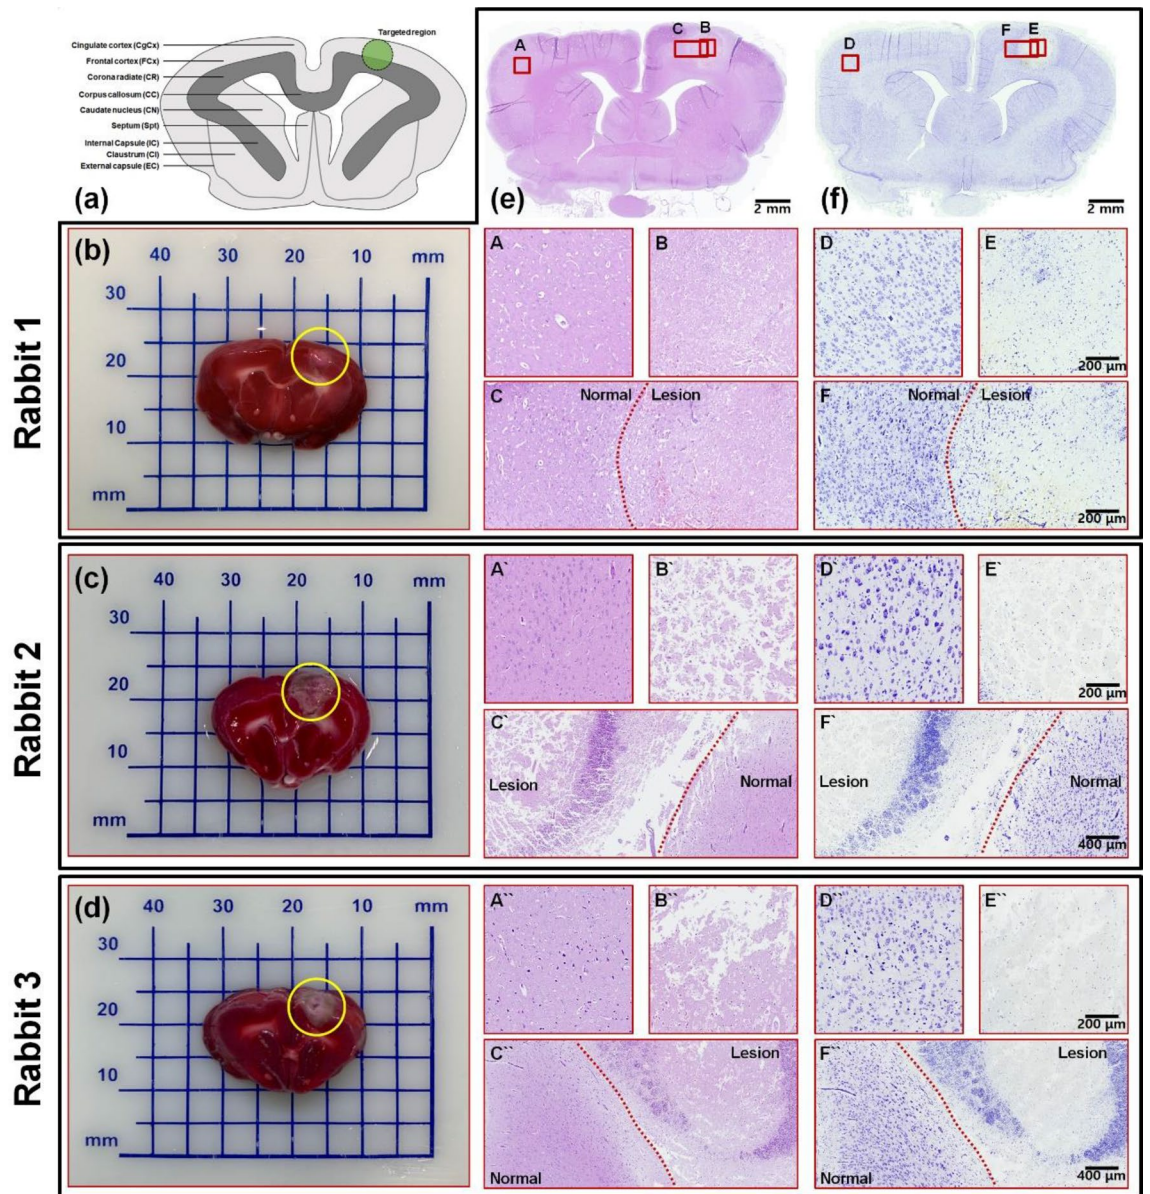 Targeted region
Cingulate cortex (CgCx)
Frontal cortex (FCx)
Corona radiate (CR)
Corpus callosum (CC)
Caudate nucleus (CN)
Septum (Spt)
Internal Capsule (IC)
Claustrum (Cl)
External capsule (EC)
(a)
A
C
B
(e)
2 mm
D
F
E
(f)
2 mm
Rabbit 1
(b)
40
30
20
10
mm
30
20
10
mm
A
B
D
E
200 µm
C
Normal
Lesion
F
Normal
Lesion
200 µm
Rabbit 2
(c)
40
30
20
10
mm
30
20
10
mm
A`
B`
D`
E`
200 µm
C`
Lesion
Normal
F`
Lesion
Normal
400 µm
Rabbit 3
(d)
40
30
20
10
mm
30
20
10
mm
A``
B``
D``
E``
200 µm
C``
Lesion
Normal
F``
Lesion
Normal
400 µm